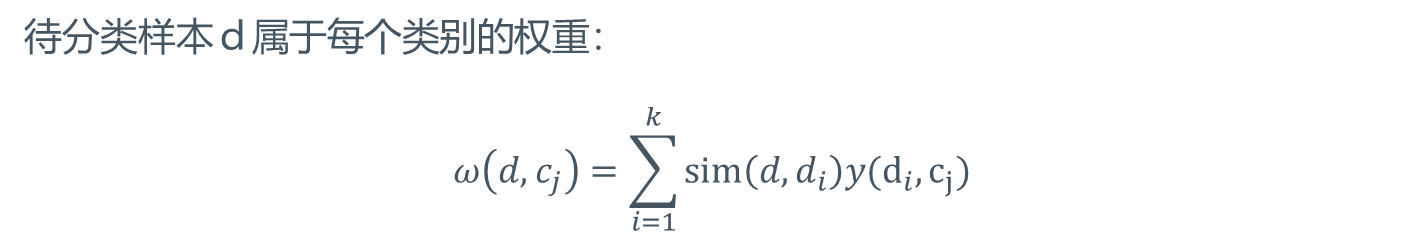 待分类样本d属于每个类别的权重：
ω(d, c_j) = ∑_{i=1}^{k} sim(d, d_i)y(d_i, c_j)